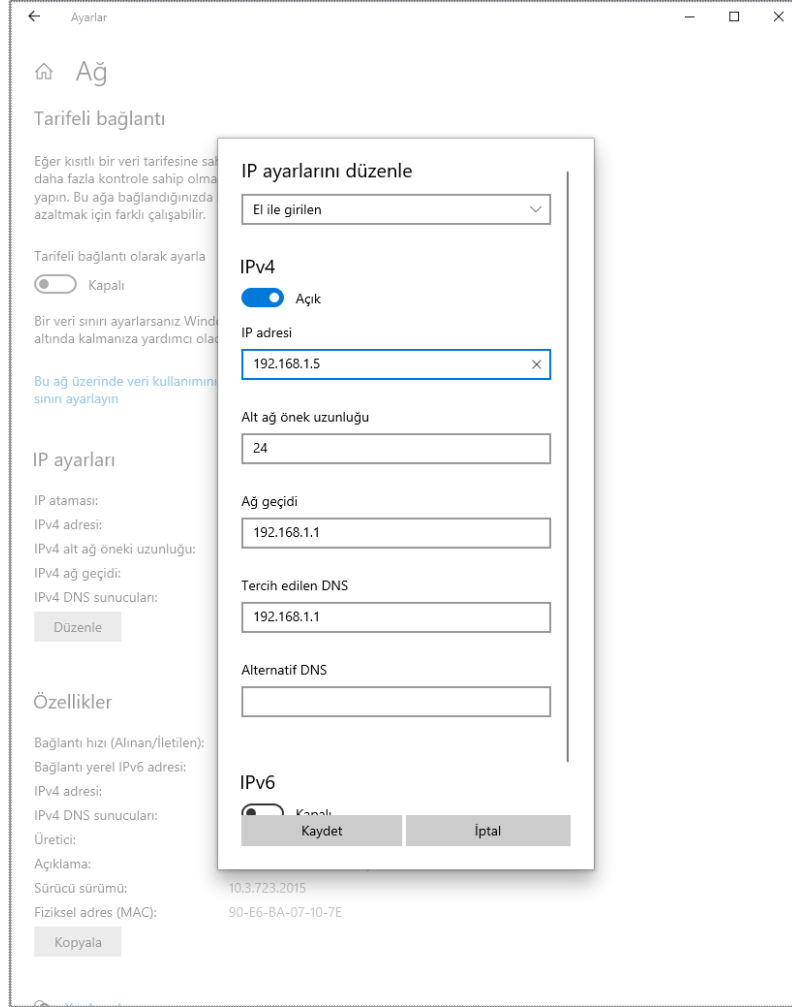 Ayarlar
Ağ
Tarifeli bağlantı
Eğer kısıtlı bir veri tarifesine
daha fazla kontrole sahip
yapın. Bu ağa bağlandığınızda
azaltmak için farklı çalışabilir.
Tarifeli bağlantı olarak ayarla
Kapalı
Bir veri sınırı ayarlarsanız
altında kalmanıza yardımcı
Bu ağ üzerinde veri kullanımını
sınırı ayarlayın
IP ayarları
IP ataması:
IPv4 adresi:
IPv4 alt ağ öneki uzunluğu:
IPv4 ağ geçidi:
IPv4 DNS sunucuları:
Düzenle
Özellikler
Bağlantı hızı (Alınan/İletilen):
Bağlantı yerel IPv6 adresi:
IPv4 adresi:
IPv4 DNS sunucuları:
Üretici:
Açıklama:
Sürücü sürümü: 10.3.723.2015
Fiziksel adres (MAC): 90-E6-BA-07-10-7E
Kopyala
IP ayarlarını düzenle
El ile girilen
IPv4
Açık
IP adresi
192.168.1.5
Alt ağ önek uzunluğu
24
Ağ geçidi
192.168.1.1
Tercih edilen DNS
192.168.1.1
Alternatif DNS
IPv6
Kapalı
Kaydet
İptal